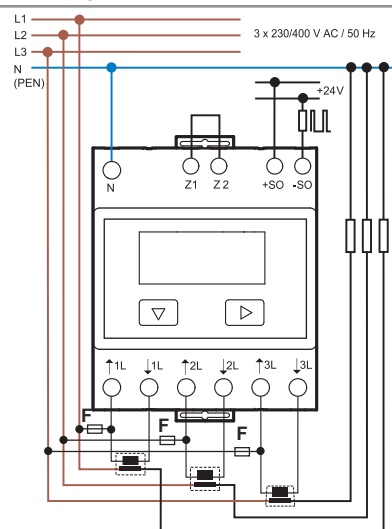 L1
L2
L3
N
(PEN)
3 x 230/400 V AC / 50 Hz
+24V
N
Z1
Z 2
+SO
-SO
↑1L
↓1L
↑2L
↓2L
↑3L
↓3L
F
F
F